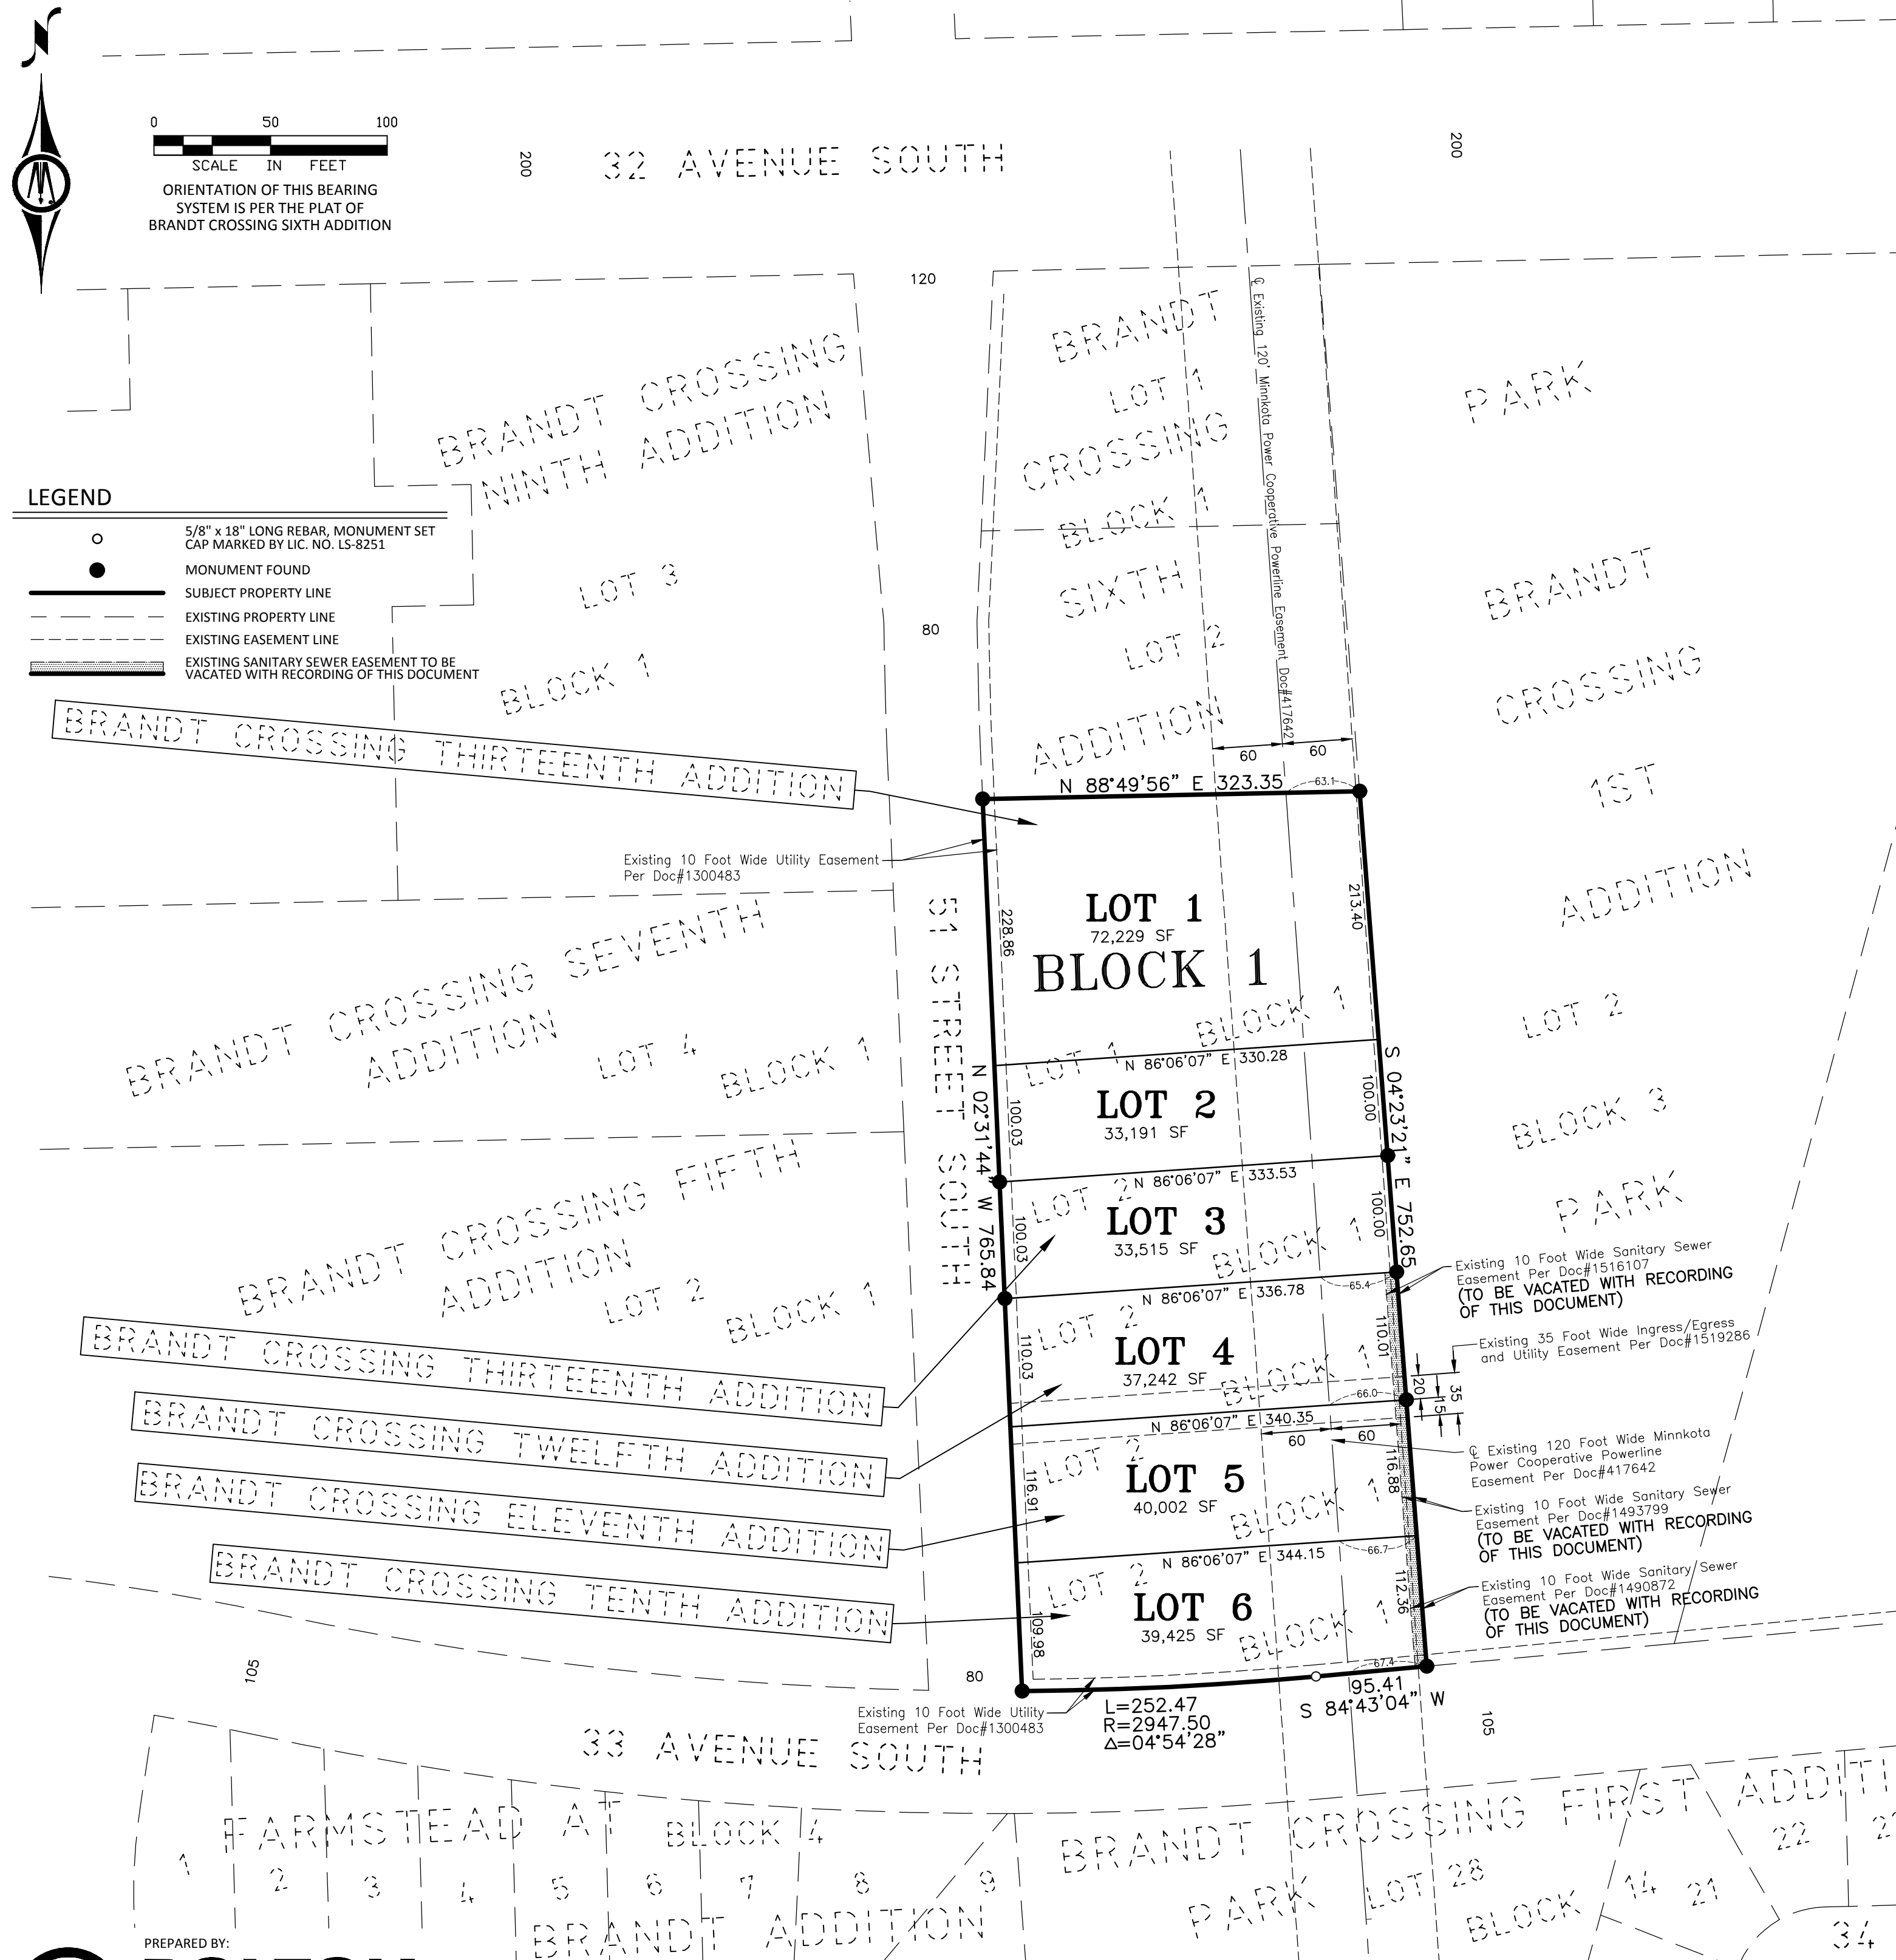 N
0 50 100
SCALE IN FEET
ORIENTATION OF THIS BEARING
SYSTEM IS PER THE PLAT OF
BRANDT CROSSING SIXTH ADDITION
200
32 AVENUE SOUTH
200
120
80
LEGEND
5/8" x 18" LONG REBAR, MONUMENT SET
CAP MARKED BY LIC. NO. LS-8251
MONUMENT FOUND
SUBJECT PROPERTY LINE
EXISTING PROPERTY LINE
EXISTING EASEMENT LINE
EXISTING SANITARY SEWER EASEMENT TO BE
VACATED WITH RECORDING OF THIS DOCUMENT
BRANDT CROSSING
NINTH ADDITION
LOT 3
BLOCK 1
BRANDT
LOT 1
CROSSING
BLOCK 1
SIXTH
LOT 2
ADDITION
℄ Existing 120' Minnkota Power Cooperative Powerline Easement Doc#417642
60
60
PARK
BRANDT
CROSSING
1ST
ADDITION
LOT 2
BLOCK 3
PARK
BRANDT CROSSING THIRTEENTH ADDITION
N 88°49'56" E 323.35
63.1
Existing 10 Foot Wide Utility Easement
Per Doc#1300483
51 STREET SOUTH
228.86
213.40
LOT 1
72,229 SF
BLOCK 1
BLOCK 1
LOT 1
N 86°06'07" E 330.28
N 02°31'44" W 765.84
S 04°23'21" E 752.65
100.03
100.00
LOT 2
33,191 SF
N 86°06'07" E 333.53
LOT 2
100.03
100.00
LOT 3
33,515 SF
BLOCK 1
65.4
N 86°06'07" E 336.78
LOT 2
110.03
110.01
LOT 4
37,242 SF
BLOCK 1
66.0
N 86°06'07" E 340.35
60
60
LOT 2
116.91
116.88
LOT 5
40,002 SF
BLOCK 1
66.7
N 86°06'07" E 344.15
LOT 2
109.98
112.36
LOT 6
39,425 SF
BLOCK 1
67.4
95.41
S 84°43'04" W
L=252.47
R=2947.50
Δ=04°54'28"
BRANDT CROSSING SEVENTH
ADDITION
LOT 4
BLOCK 1
BRANDT CROSSING FIFTH
ADDITION
LOT 2
BLOCK 1
BRANDT CROSSING THIRTEENTH ADDITION
BRANDT CROSSING TWELFTH ADDITION
BRANDT CROSSING ELEVENTH ADDITION
BRANDT CROSSING TENTH ADDITION
Existing 10 Foot Wide Sanitary Sewer
Easement Per Doc#1516107
(TO BE VACATED WITH RECORDING
OF THIS DOCUMENT)
Existing 35 Foot Wide Ingress/Egress
and Utility Easement Per Doc#1519286
20
15
35
℄ Existing 120 Foot Wide Minnkota
Power Cooperative Powerline
Easement Per Doc#417642
Existing 10 Foot Wide Sanitary Sewer
Easement Per Doc#1493799
(TO BE VACATED WITH RECORDING
OF THIS DOCUMENT)
Existing 10 Foot Wide Sanitary Sewer
Easement Per Doc#1490872
(TO BE VACATED WITH RECORDING
OF THIS DOCUMENT)
105
80
Existing 10 Foot Wide Utility
Easement Per Doc#1300483
105
33 AVENUE SOUTH
FARMSTEAD AT
BLOCK 4
1 2 3 4 5 6 7 8 9
BRANDT ADDITION
BRANDT CROSSING FIRST
PARK LOT 28
BLOCK 14
21
22
34
PREPARED BY: